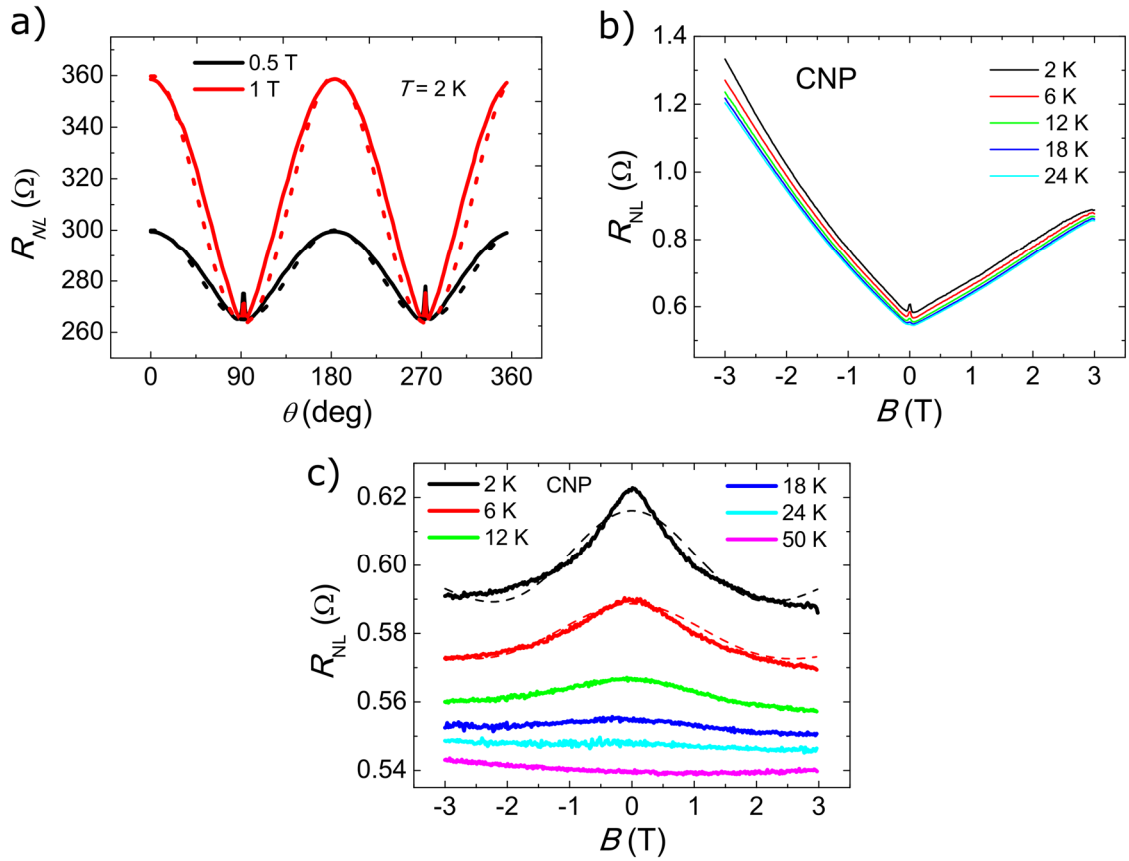 a)
0.5 T
1 T
T = 2 K
360
340
320
300
280
260
R_NL (Ω)
0 90 180 270 360
θ (deg)
b)
CNP
2 K
6 K
12 K
18 K
24 K
1.4
1.2
1.0
0.8
0.6
R_NL (Ω)
-3 -2 -1 0 1 2 3
B (T)
c)
2 K
6 K
12 K
CNP
18 K
24 K
50 K
0.62
0.60
0.58
0.56
0.54
R_NL (Ω)
-3 -2 -1 0 1 2 3
B (T)